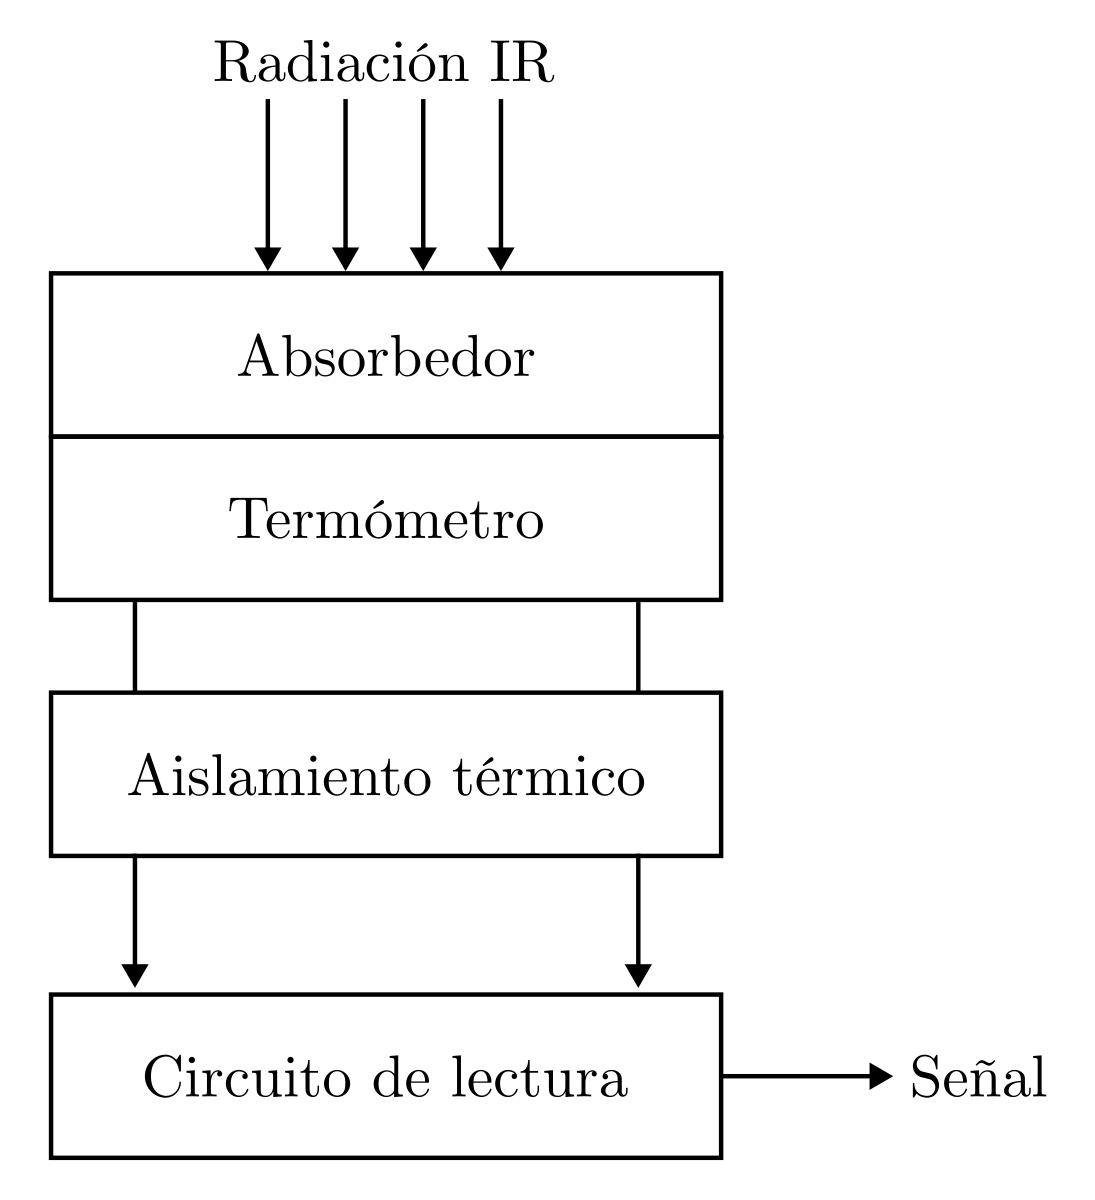 Radiación IR
Absorbedor
Termómetro
Aislamiento térmico
Circuito de lectura
Señal